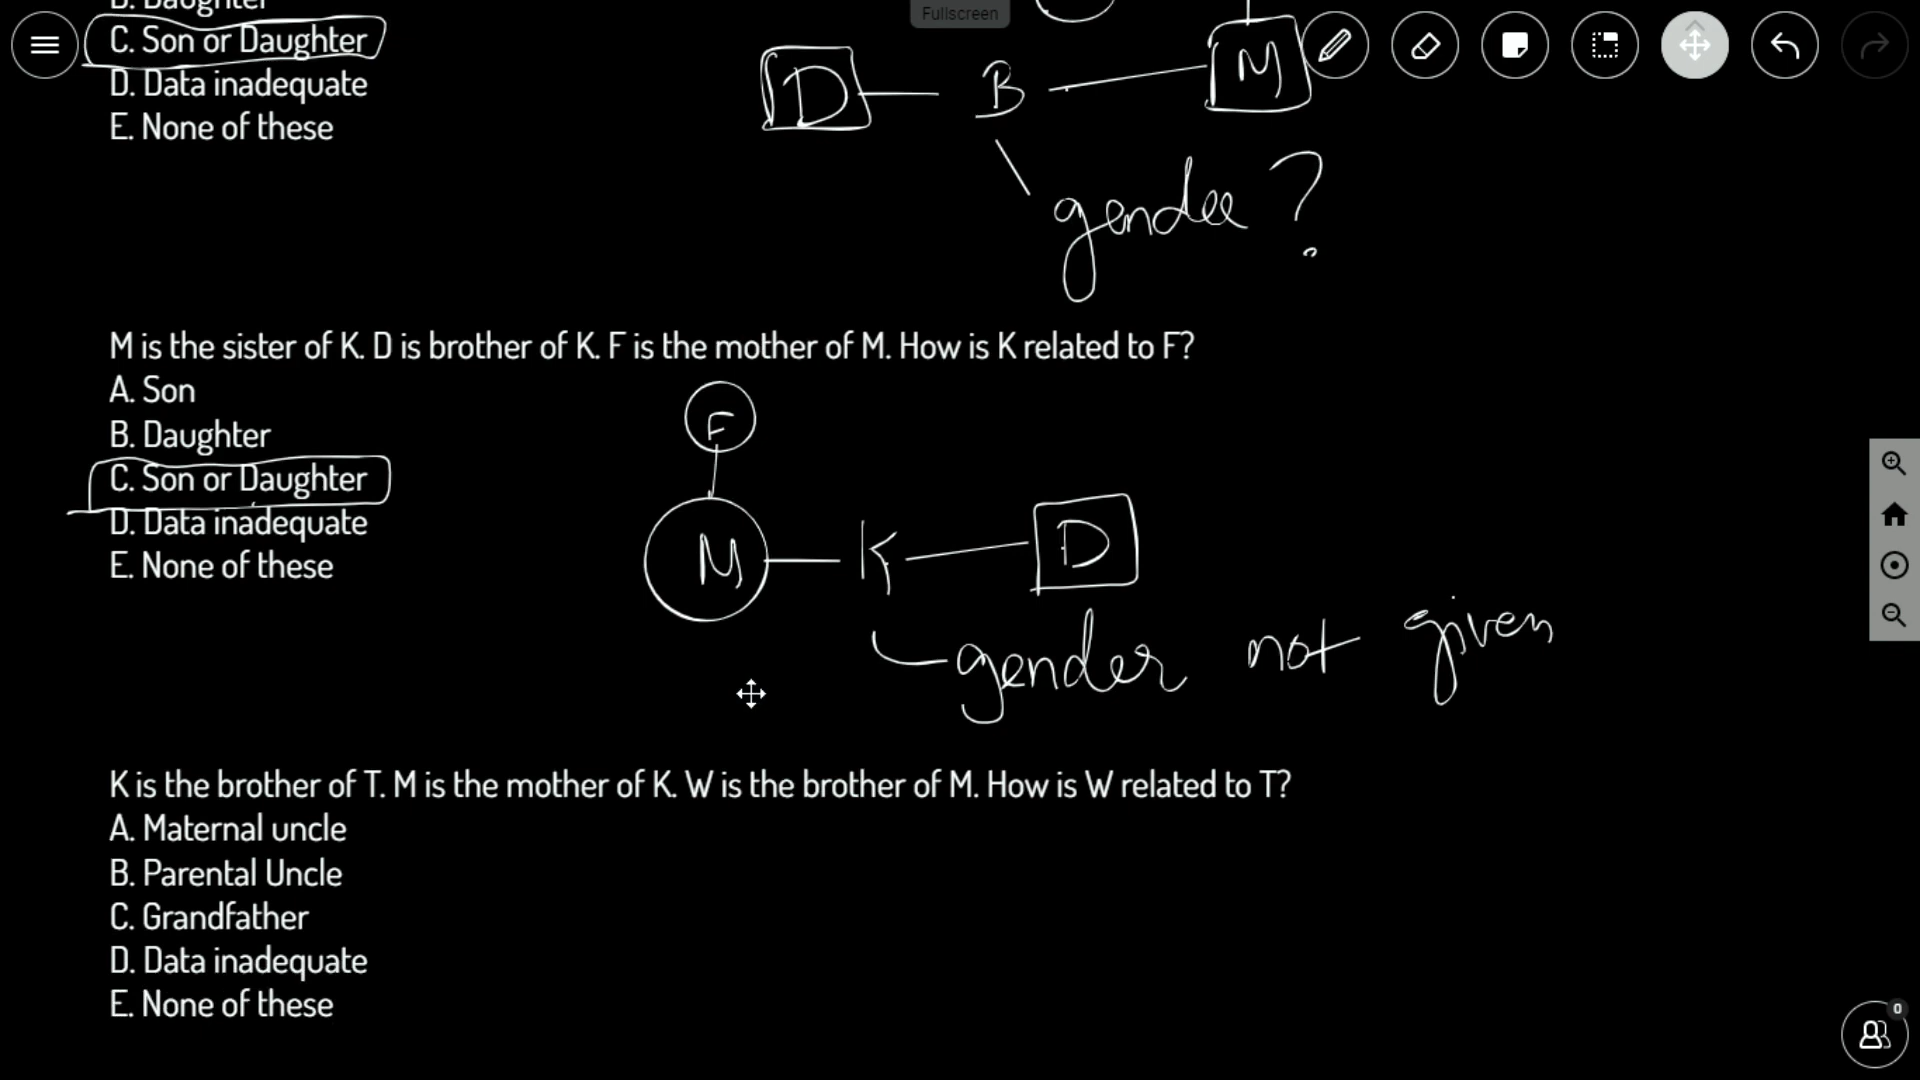 Fullscreen
B. Daughter
C. Son or Daughter
D. Data inadequate
E. None of these
D B M
gender ?
M is the sister of K. D is brother of K. F is the mother of M. How is K related to F?
A. Son
B. Daughter
C. Son or Daughter
D. Data inadequate
E. None of these
F
M K D
gender not given
K is the brother of T. M is the mother of K. W is the brother of M. How is W related to T?
A. Maternal uncle
B. Parental Uncle
C. Grandfather
D. Data inadequate
E. None of these
0